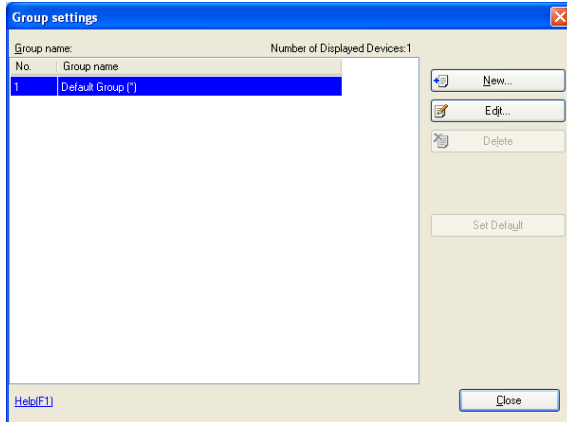 Group settings
Group name: Number of Displayed Devices:1
No. Group name
1 Default Group (*)
New...
Edit...
Delete
Set Default
Help(F1)
Close